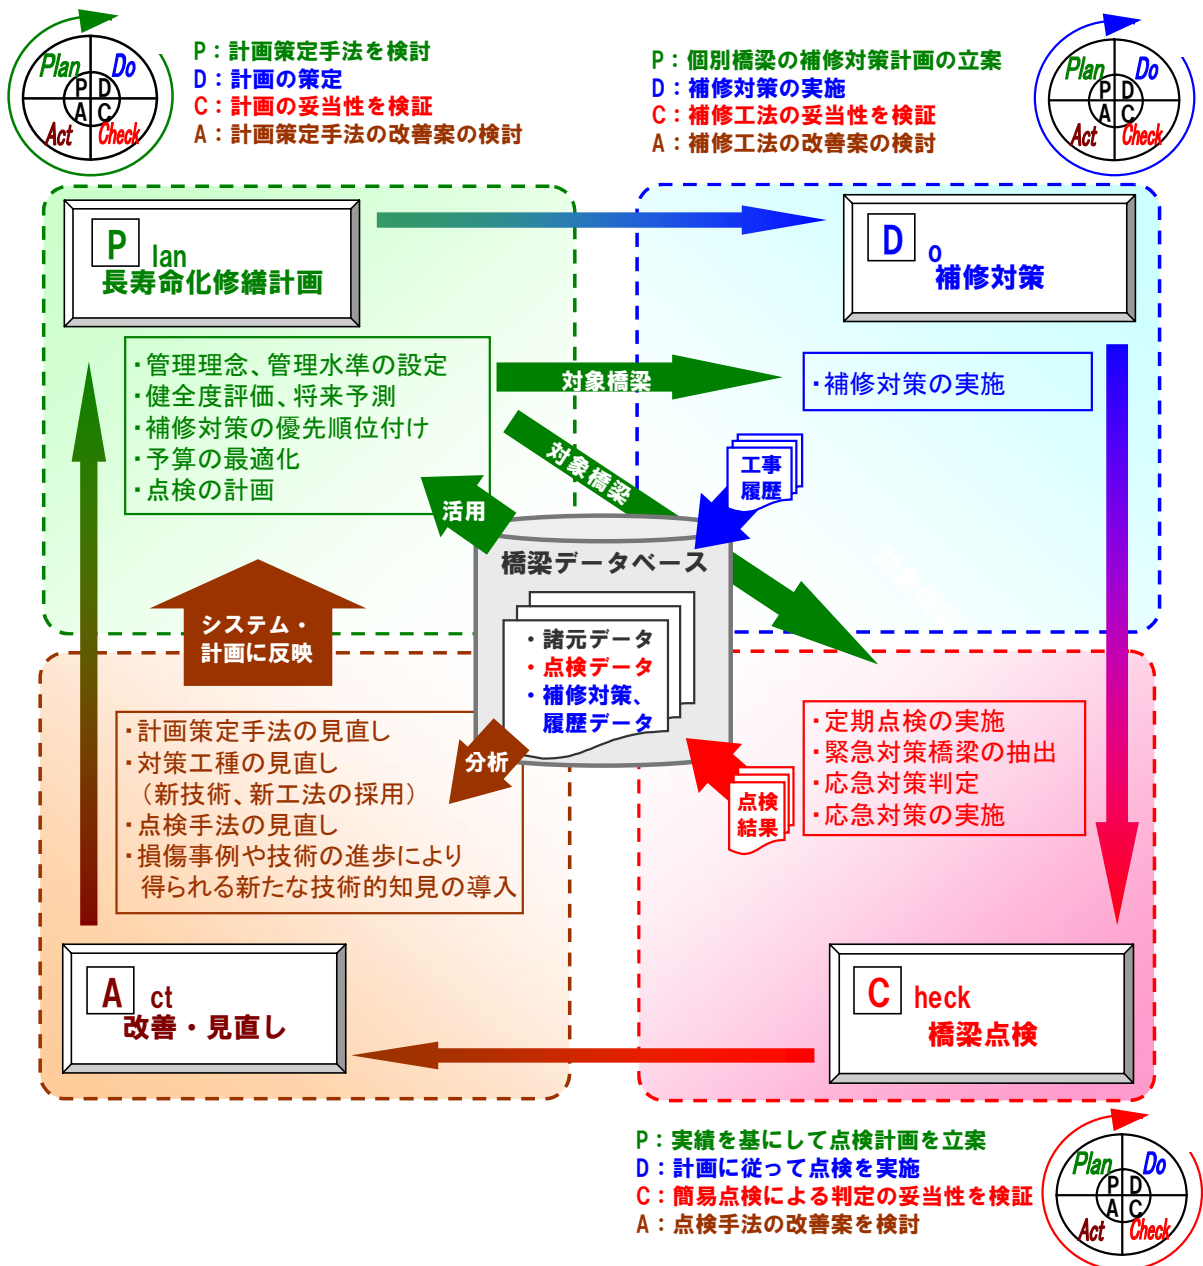 Plan
Do
P
D
A
C
Act
Check
P：計画策定手法を検討
D：計画の策定
C：計画の妥当性を検証
A：計画策定手法の改善案の検討
P：個別橋梁の補修対策計画の立案
D：補修対策の実施
C：補修工法の妥当性を検証
A：補修工法の改善案の検討
Plan
Do
P
D
A
C
Act
Check
P lan
長寿命化修繕計画
D o
補修対策
・管理理念、管理水準の設定
・健全度評価、将来予測
・補修対策の優先順位付け
・予算の最適化
・点検の計画
対象橋梁
対象橋梁
・補修対策の実施
工事
履歴
活用
橋梁データベース
・諸元データ
・点検データ
・補修対策、
履歴データ
システム・
計画に反映
分析
点検
結果
・計画策定手法の見直し
・対策工種の見直し
（新技術、新工法の採用）
・点検手法の見直し
・損傷事例や技術の進歩により
得られる新たな技術的知見の導入
・定期点検の実施
・緊急対策橋梁の抽出
・応急対策判定
・応急対策の実施
A ct
改善・見直し
C heck
橋梁点検
P：実績を基にして点検計画を立案
D：計画に従って点検を実施
C：簡易点検による判定の妥当性を検証
A：点検手法の改善案を検討
Plan
Do
P
D
A
C
Act
Check